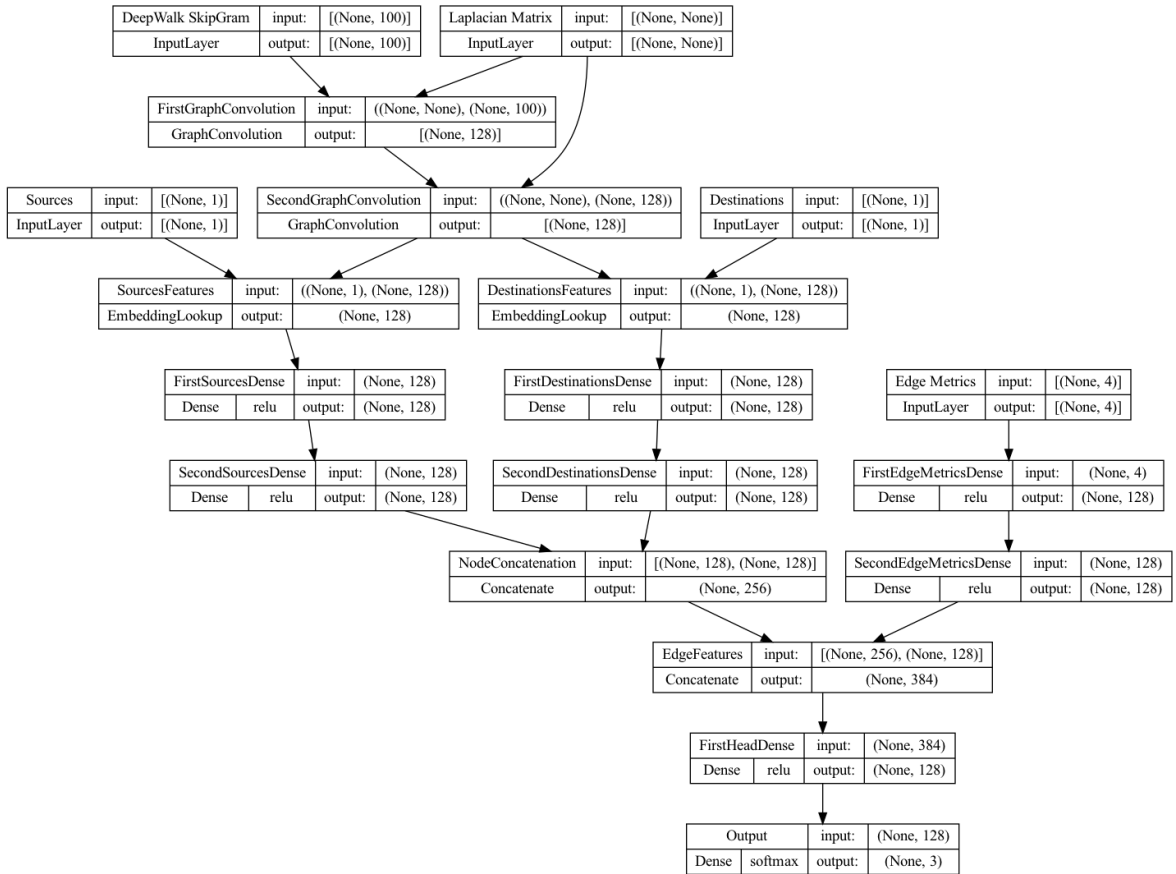 DeepWalk SkipGram input: [(None, 100)]
InputLayer output: [(None, 100)]
Laplacian Matrix input: [(None, None)]
InputLayer output: [(None, None)]
FirstGraphConvolution input: ((None, None), (None, 100))
GraphConvolution output: [(None, 128)]
Sources input: [(None, 1)]
InputLayer output: [(None, 1)]
SecondGraphConvolution input: ((None, None), (None, 128))
GraphConvolution output: [(None, 128)]
Destinations input: [(None, 1)]
InputLayer output: [(None, 1)]
SourcesFeatures input: ((None, 1), (None, 128))
EmbeddingLookup output: (None, 128)
DestinationsFeatures input: ((None, 1), (None, 128))
EmbeddingLookup output: (None, 128)
FirstSourcesDense input: (None, 128)
Dense relu output: (None, 128)
FirstDestinationsDense input: (None, 128)
Dense relu output: (None, 128)
Edge Metrics input: [(None, 4)]
InputLayer output: [(None, 4)]
SecondSourcesDense input: (None, 128)
Dense relu output: (None, 128)
SecondDestinationsDense input: (None, 128)
Dense relu output: (None, 128)
FirstEdgeMetricsDense input: (None, 4)
Dense relu output: (None, 128)
NodeConcatenation input: [(None, 128), (None, 128)]
Concatenate output: (None, 256)
SecondEdgeMetricsDense input: (None, 128)
Dense relu output: (None, 128)
EdgeFeatures input: [(None, 256), (None, 128)]
Concatenate output: (None, 384)
FirstHeadDense input: (None, 384)
Dense relu output: (None, 128)
Output input: (None, 128)
Dense softmax output: (None, 3)